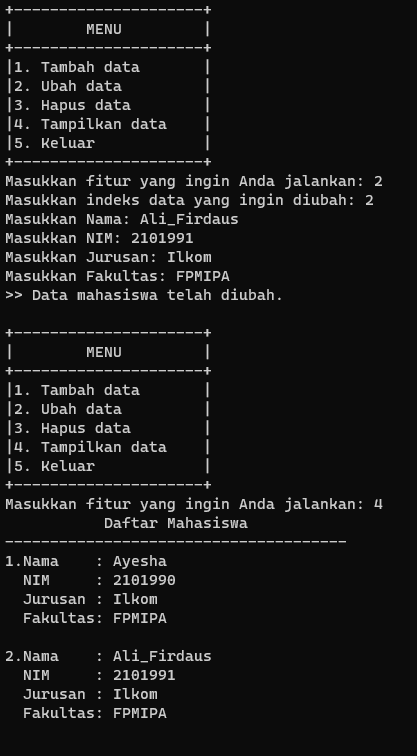 +---------------------+
|        MENU         |
+---------------------+
|1. Tambah data       |
|2. Ubah data         |
|3. Hapus data        |
|4. Tampilkan data    |
|5. Keluar            |
+---------------------+
Masukkan fitur yang ingin Anda jalankan: 2
Masukkan indeks data yang ingin diubah: 2
Masukkan Nama: Ali_Firdaus
Masukkan NIM: 2101991
Masukkan Jurusan: Ilkom
Masukkan Fakultas: FPMIPA
>> Data mahasiswa telah diubah.

+---------------------+
|        MENU         |
+---------------------+
|1. Tambah data       |
|2. Ubah data         |
|3. Hapus data        |
|4. Tampilkan data    |
|5. Keluar            |
+---------------------+
Masukkan fitur yang ingin Anda jalankan: 4
           Daftar Mahasiswa
--------------------------------------
1.Nama    : Ayesha
  NIM     : 2101990
  Jurusan : Ilkom
  Fakultas: FPMIPA

2.Nama    : Ali_Firdaus
  NIM     : 2101991
  Jurusan : Ilkom
  Fakultas: FPMIPA